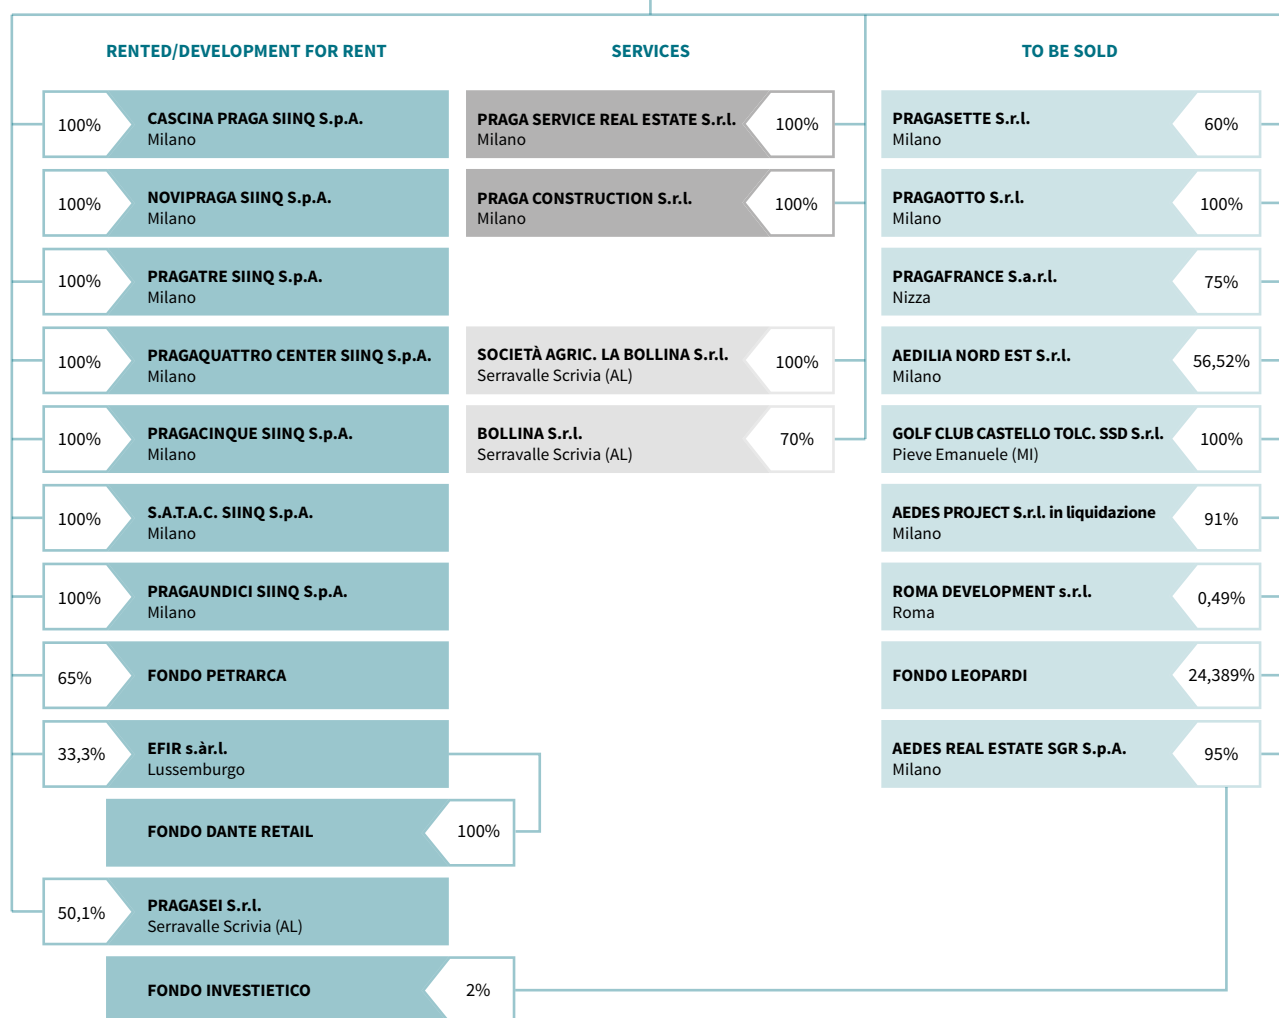 RENTED/DEVELOPMENT FOR RENT
100%
CASCINA PRAGA SIINQ S.p.A.
Milano
100%
NOVIPRAGA SIINQ S.p.A.
Milano
100%
PRAGATRE SIINQ S.p.A.
Milano
100%
PRAGAQUATTRO CENTER SIINQ S.p.A.
Milano
100%
PRAGACINQUE SIINQ S.p.A.
Milano
100%
S.A.T.A.C. SIINQ S.p.A.
Milano
100%
PRAGAUNDICI SIINQ S.p.A.
Milano
65%
FONDO PETRARCA
33,3%
EFIR s.àr.l.
Lussemburgo
FONDO DANTE RETAIL
100%
50,1%
PRAGASEI S.r.l.
Serravalle Scrivia (AL)
FONDO INVESTIETICO
2%
SERVICES
PRAGA SERVICE REAL ESTATE S.r.l.
Milano
100%
PRAGA CONSTRUCTION S.r.l.
Milano
100%
SOCIETÀ AGRIC. LA BOLLINA S.r.l.
Serravalle Scrivia (AL)
100%
BOLLINA S.r.l.
Serravalle Scrivia (AL)
70%
TO BE SOLD
PRAGASETTE S.r.l.
Milano
60%
PRAGAOTTO S.r.l.
Milano
100%
PRAGAFRANCE S.a.r.l.
Nizza
75%
AEDILIA NORD EST S.r.l.
Milano
56,52%
GOLF CLUB CASTELLO TOLC. SSD S.r.l.
Pieve Emanuele (MI)
100%
AEDES PROJECT S.r.l. in liquidazione
Milano
91%
ROMA DEVELOPMENT s.r.l.
Roma
0,49%
FONDO LEOPARDI
24,389%
AEDES REAL ESTATE SGR S.p.A.
Milano
95%